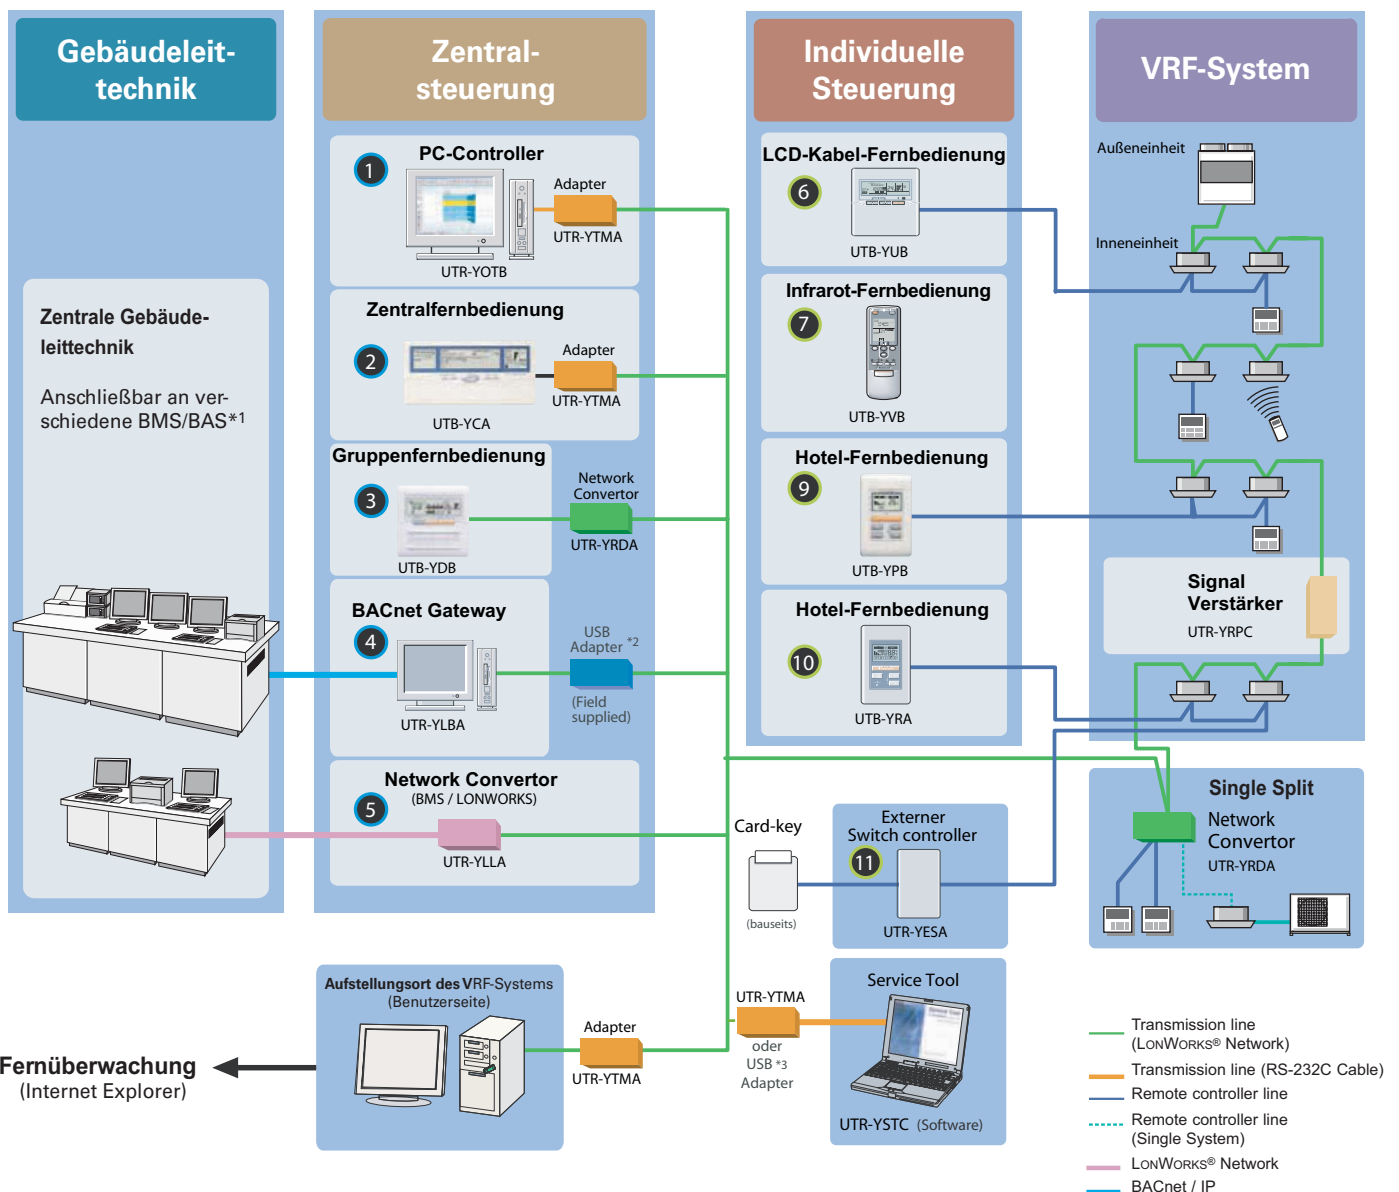 Gebäudeleit-
technik
Zentrale Gebäude-
leittechnik
Anschließbar an ver-
schiedene BMS/BAS*1
Zentral-
steuerung
PC-Controller
1
Adapter
UTR-YTMA
UTR-YOTB
Zentralfernbedienung
2
Adapter
UTR-YTMA
UTB-YCA
Gruppenfernbedienung
3
Network
Convertor
UTR-YRDA
UTB-YDB
BACnet Gateway
4
USB
Adapter *2
(Field
supplied)
UTR-YLBA
Network Convertor
(BMS / LONWORKS)
5
UTR-YLLA
Individuelle
Steuerung
LCD-Kabel-Fernbedienung
6
UTB-YUB
Infrarot-Fernbedienung
7
UTB-YVB
Hotel-Fernbedienung
9
UTB-YPB
Hotel-Fernbedienung
10
UTB-YRA
VRF-System
Außeneinheit
Inneneinheit
Signal
Verstärker
UTR-YRPC
Single Split
Network
Convertor
UTR-YRDA
Card-key
(bauseits)
Externer
Switch controller
11
UTR-YESA
Aufstellungsort des VRF-Systems
(Benutzerseite)
Adapter
UTR-YTMA
Fernüberwachung
(Internet Explorer)
UTR-YTMA
oder
USB *3
Adapter
Service Tool
UTR-YSTC (Software)
Transmission line
(LONWORKS® Network)
Transmission line (RS-232C Cable)
Remote controller line
Remote controller line
(Single System)
LONWORKS® Network
BACnet / IP